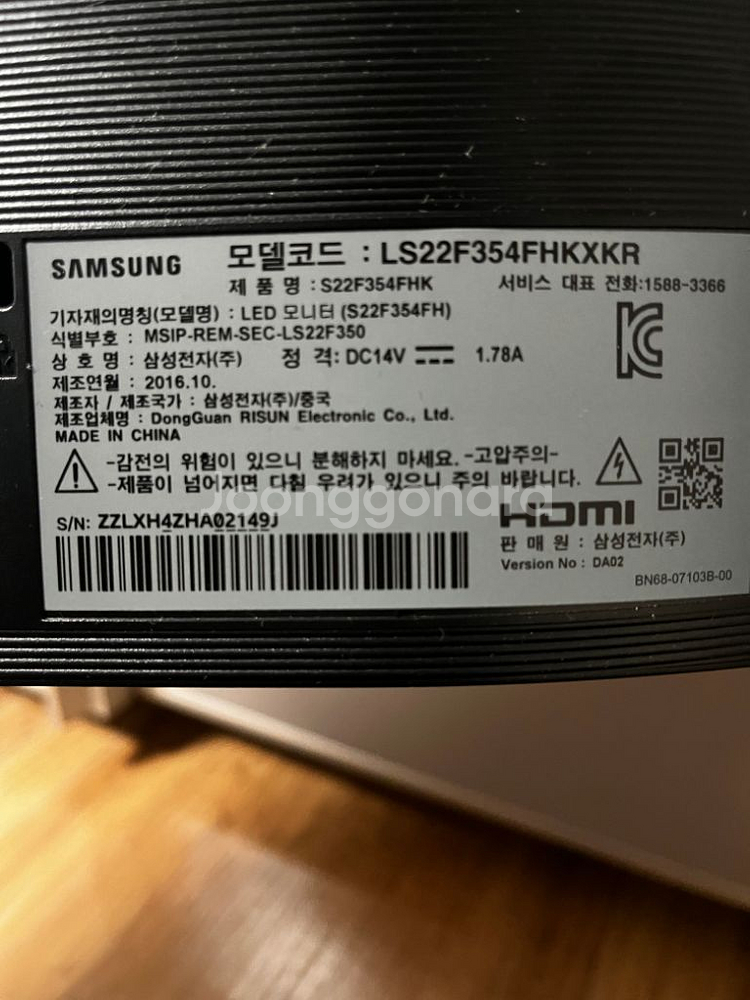 SAMSUNG
모델코드 : LS22F354FHKXKR
제 품 명 : S22F354FHK 서비스 대표 전화:1588-3366
기자재의명칭(모델명) : LED 모니터 (S22F354FH)
식별부호 : MSIP-REM-SEC-LS22F350
상 호 명 : 삼성전자(주) 정 격: DC14V 1.78A
제조연월 : 2016.10.
제조자 / 제조국가 : 삼성전자(주)/중국
제조업체명 : DongGuan RISUN Electronic Co., Ltd.
MADE IN CHINA
-감전의 위험이 있으니 분해하지 마세요. -고압주의-
-제품이 넘어지면 다칠 우려가 있으니 주의 바랍니다.
Joonggonara
S/N: ZZLXH4ZHA02149J
HDMI
판 매 원 : 삼성전자(주)
Version No : DA02
BN68-07103B-00